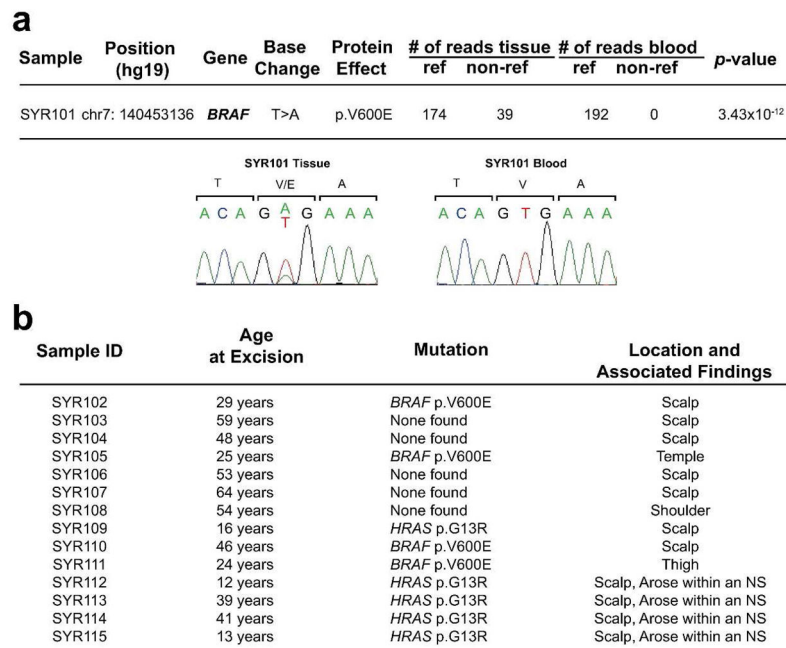 a
Sample Position (hg19) Gene Base Change Protein Effect # of reads tissue ref non-ref # of reads blood ref non-ref p-value
SYR101 chr7: 140453136 BRAF T>A p.V600E 174 39 192 0 3.43x10-12
SYR101 Tissue SYR101 Blood
T V/E A T V A
A C A G A G A A A A C A G T G A A A
T
b
Sample ID Age at Excision Mutation Location and Associated Findings
SYR102 29 years BRAF p.V600E Scalp
SYR103 59 years None found Scalp
SYR104 48 years None found Scalp
SYR105 25 years BRAF p.V600E Temple
SYR106 53 years None found Scalp
SYR107 64 years None found Scalp
SYR108 54 years None found Shoulder
SYR109 16 years HRAS p.G13R Scalp
SYR110 46 years BRAF p.V600E Scalp
SYR111 24 years BRAF p.V600E Thigh
SYR112 12 years HRAS p.G13R Scalp, Arose within an NS
SYR113 39 years HRAS p.G13R Scalp, Arose within an NS
SYR114 41 years HRAS p.G13R Scalp, Arose within an NS
SYR115 13 years HRAS p.G13R Scalp, Arose within an NS